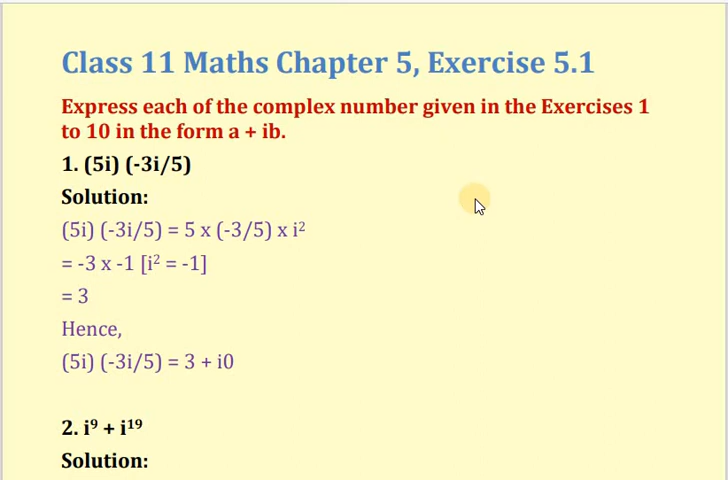 Class 11 Maths Chapter 5, Exercise 5.1
Express each of the complex number given in the Exercises 1
to 10 in the form a + ib.
1. (5i) (-3i/5)
Solution:
(5i) (-3i/5) = 5 x (-3/5) x i²
= -3 x -1 [i² = -1]
= 3
Hence,
(5i) (-3i/5) = 3 + i0
2. i⁹ + i¹⁹
Solution: